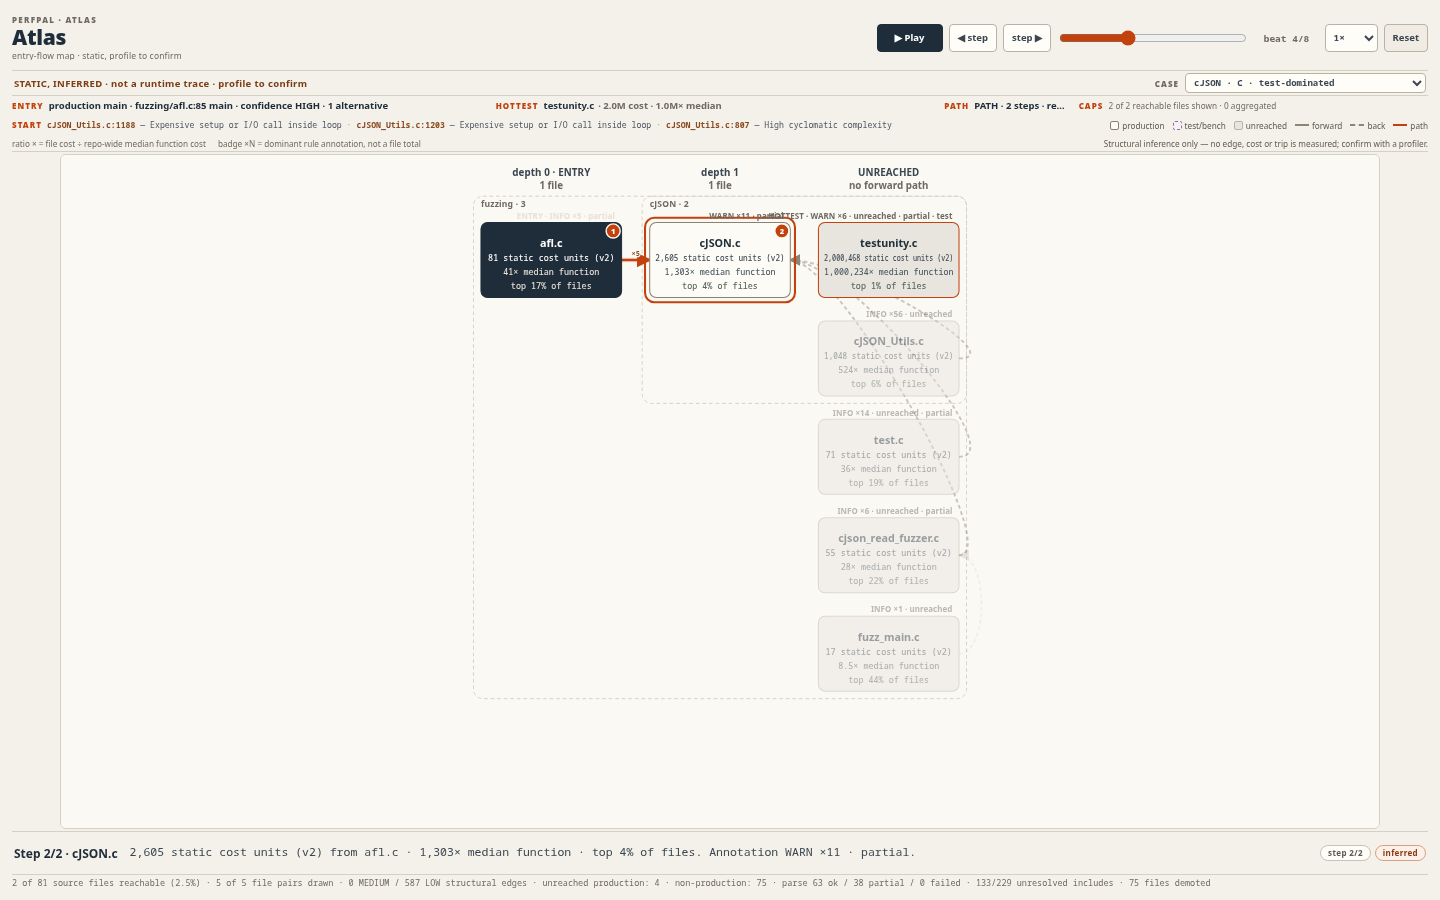 PERFPAL · ATLAS
Atlas
entry-flow map · static, profile to confirm
▶ Play
◀ step
step ▶
beat 4/8
1×
Reset
STATIC, INFERRED · not a runtime trace · profile to confirm
CASE
cJSON · C · test-dominated
ENTRY production main · fuzzing/afl.c:85 main · confidence HIGH · 1 alternative
HOTTEST testunity.c · 2.0M cost · 1.0M× median
PATH PATH · 2 steps · re…
CAPS 2 of 2 reachable files shown · 0 aggregated
START cJSON_Utils.c:1188 — Expensive setup or I/O call inside loop · cJSON_Utils.c:1203 — Expensive setup or I/O call inside loop · cJSON_Utils.c:807 — High cyclomatic complexity
production test/bench unreached forward back path
ratio × = file cost ÷ repo-wide median function cost badge ×N = dominant rule annotation, not a file total
Structural inference only — no edge, cost or trip is measured; confirm with a profiler.
depth 0 · ENTRY
1 file
depth 1
1 file
UNREACHED
no forward path
fuzzing · 3
cJSON · 2
ENTRY · INFO ×3 · partial
WARN ×11 · partial
HOTTEST · WARN ×6 · unreached · partial · test
1
afl.c
81 static cost units (v2)
41× median function
top 17% of files
×5
2
cJSON.c
2,605 static cost units (v2)
1,303× median function
top 4% of files
testunity.c
2,000,468 static cost units (v2)
1,000,234× median function
top 1% of files
INFO ×56 · unreached
cJSON_Utils.c
1,048 static cost units (v2)
524× median function
top 6% of files
INFO ×14 · unreached · partial
test.c
71 static cost units (v2)
36× median function
top 19% of files
INFO ×6 · unreached · partial
cjson_read_fuzzer.c
55 static cost units (v2)
28× median function
top 22% of files
INFO ×1 · unreached
fuzz_main.c
17 static cost units (v2)
8.5× median function
top 44% of files
Step 2/2 · cJSON.c 2,605 static cost units (v2) from afl.c · 1,303× median function · top 4% of files. Annotation WARN ×11 · partial.
step 2/2
inferred
2 of 81 source files reachable (2.5%) · 5 of 5 file pairs drawn · 0 MEDIUM / 587 LOW structural edges · unreached production: 4 · non-production: 75 · parse 63 ok / 38 partial / 0 failed · 133/229 unresolved includes · 75 files demoted